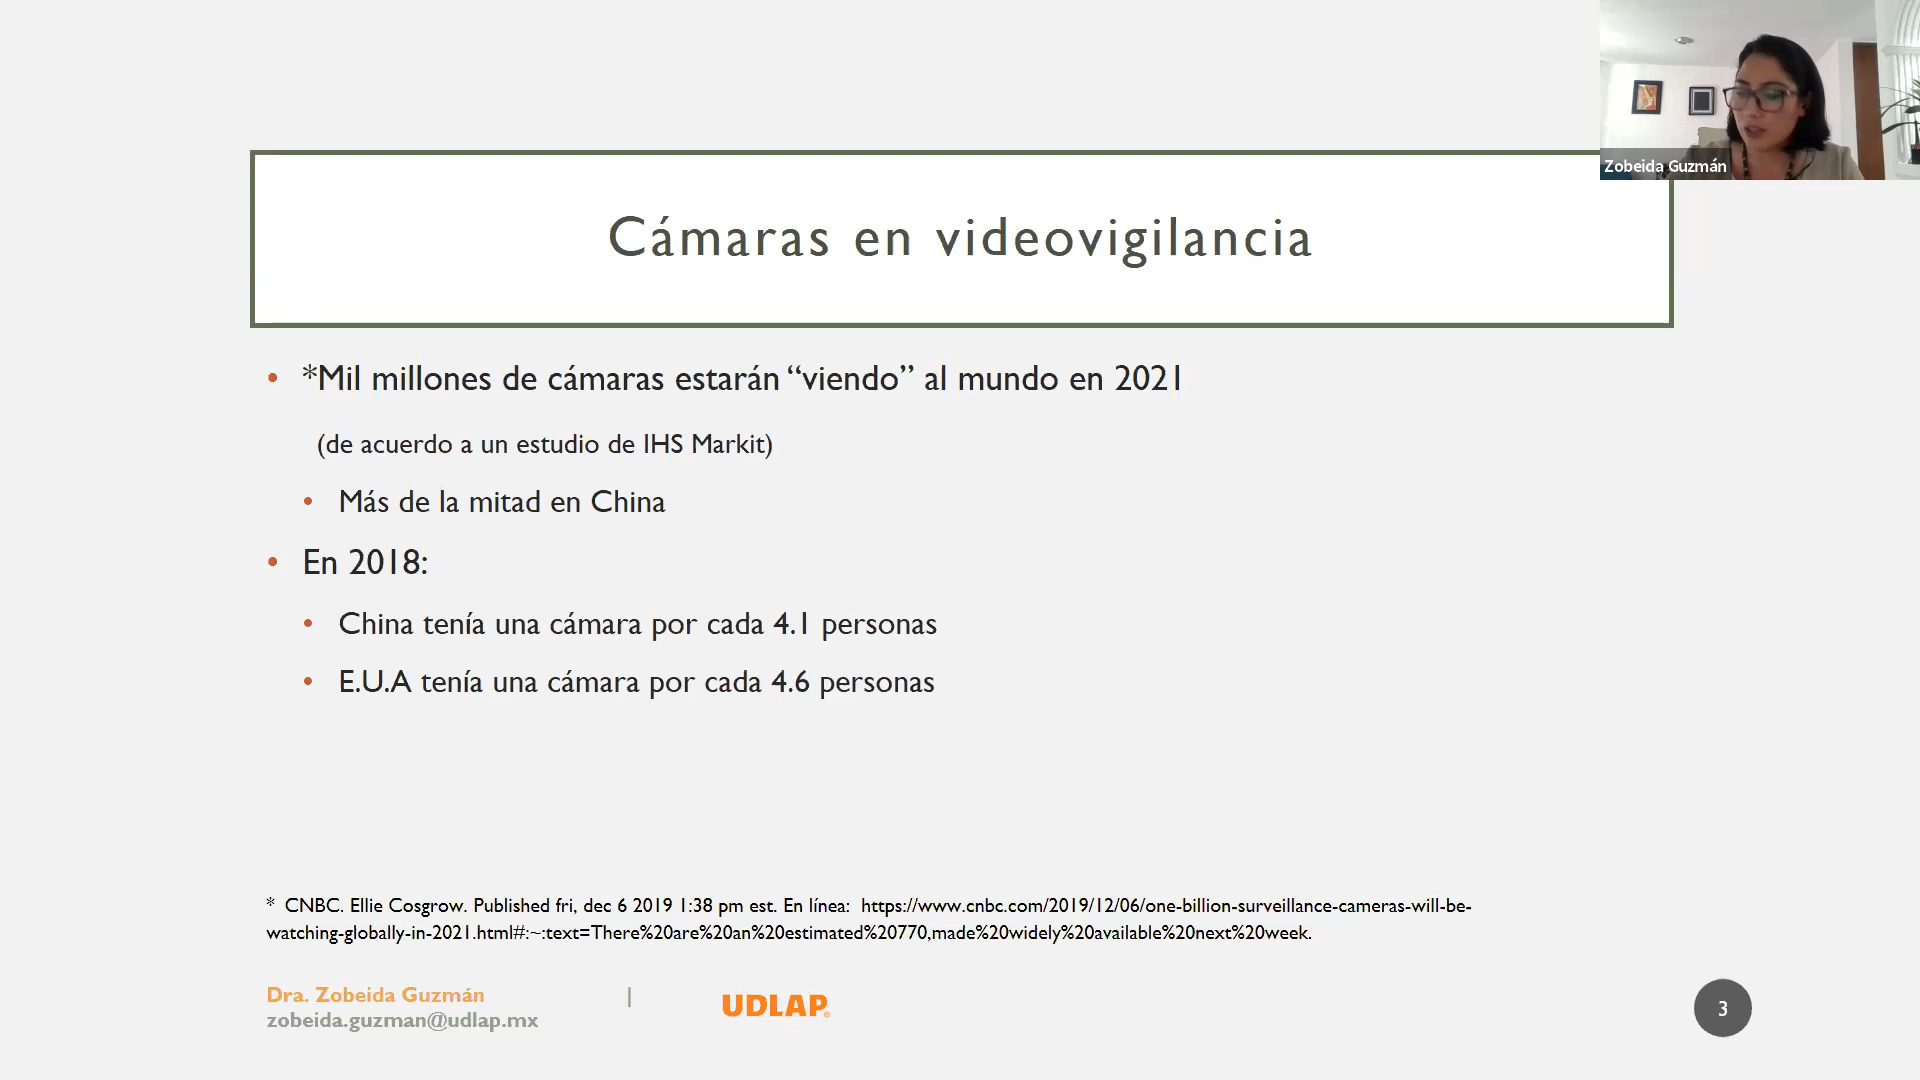 Zobeida Guzmán
Cámaras en videovigilancia
• *Mil millones de cámaras estarán “viendo” al mundo en 2021
(de acuerdo a un estudio de IHS Markit)
• Más de la mitad en China
• En 2018:
• China tenía una cámara por cada 4.1 personas
• E.U.A tenía una cámara por cada 4.6 personas
* CNBC. Ellie Cosgrow. Published fri, dec 6 2019 1:38 pm est. En línea: https://www.cnbc.com/2019/12/06/one-billion-surveillance-cameras-will-be-
watching-globally-in-2021.html#:~:text=There%20are%20an%20estimated%20770,made%20widely%20available%20next%20week.
Dra. Zobeida Guzmán |
zobeida.guzman@udlap.mx
UDLAP®
3